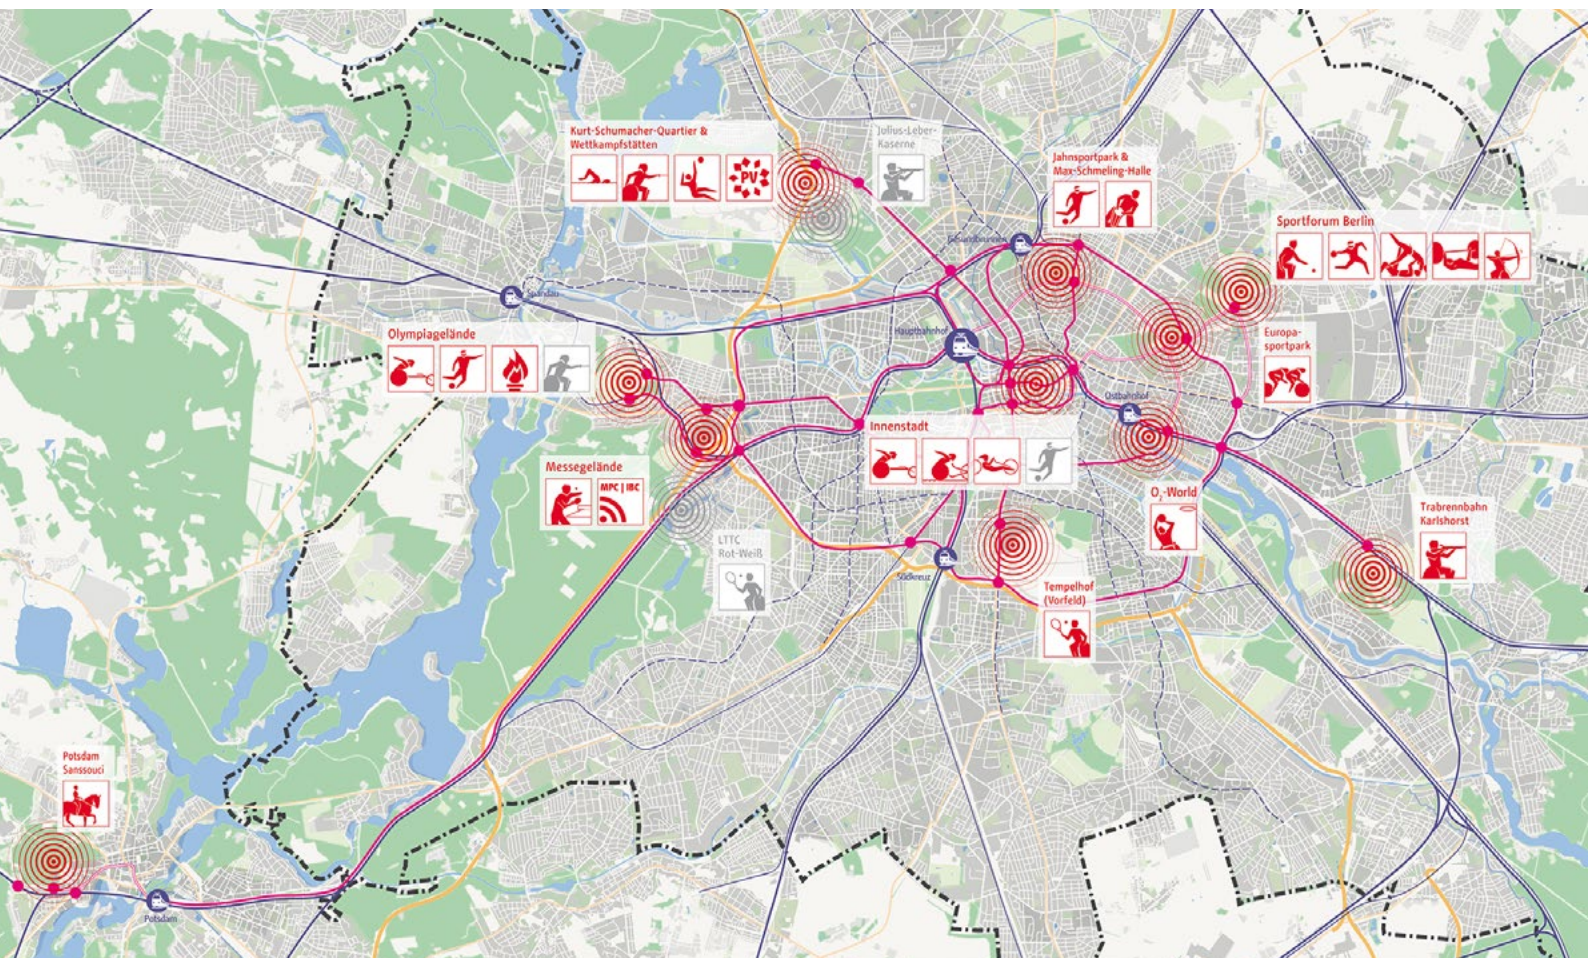 Kurt-Schumacher-Quartier &
Wettkampfstätten
PV
Julius-Leber-
Kaserne
Jahnsportpark &
Max-Schmeling-Halle
Sportforum Berlin
Gesundbrunnen
Spandau
Olympiagelände
Hauptbahnhof
Europa-
sportpark
Ostbahnhof
Innenstadt
Messegelände
MPC | IBC
O₂-World
LTTC
Rot-Weiß
Trabrennbahn
Karlshorst
Südkreuz
Tempelhof
(Vorfeld)
Potsdam
Sanssouci
Potsdam